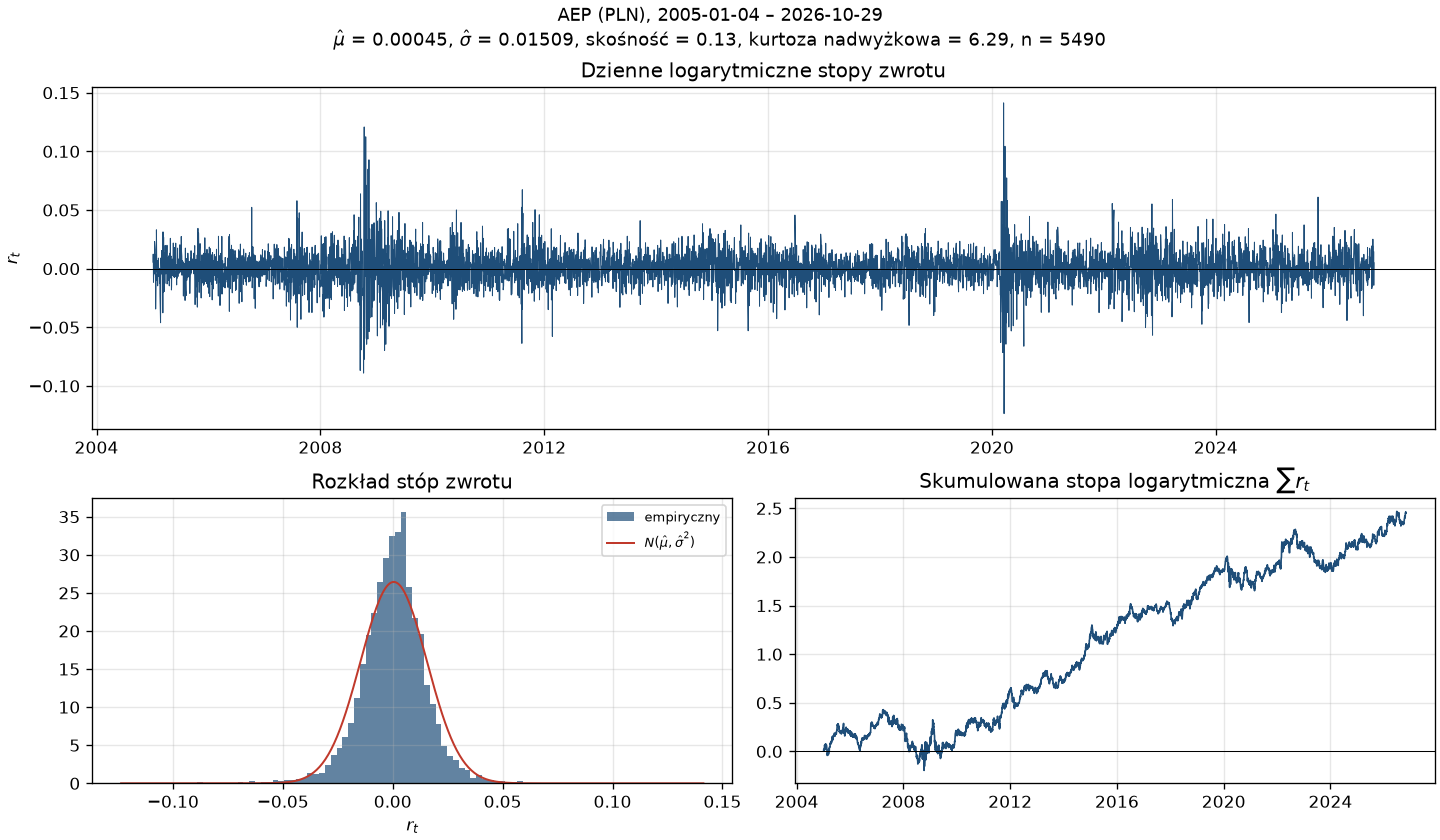 AEP (PLN), 2005-01-04 – 2026-10-29
μ̂ = 0.00045, σ̂ = 0.01509, skośność = 0.13, kurtoza nadwyżkowa = 6.29, n = 5490
Dzienne logarytmiczne stopy zwrotu
0.15
0.10
0.05
0.00
−0.05
−0.10
r_t
2004 2008 2012 2016 2020 2024
Rozkład stóp zwrotu
35
30
25
20
15
10
5
0
empiryczny
N(μ̂, σ̂²)
−0.10 −0.05 0.00 0.05 0.10 0.15
r_t
Skumulowana stopa logarytmiczna ∑r_t
2.5
2.0
1.5
1.0
0.5
0.0
2004 2008 2012 2016 2020 2024